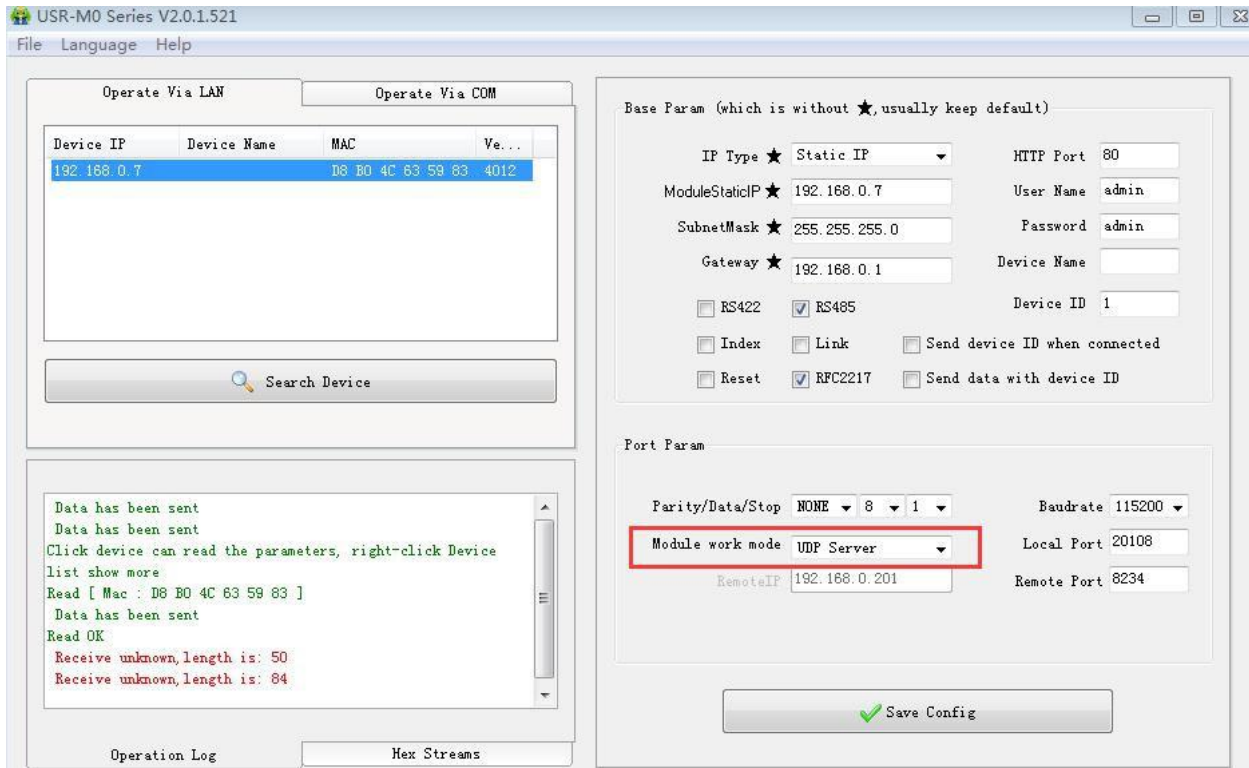 USR-M0 Series V2.0.1.521
File Language Help
Operate Via LAN Operate Via COM
Device IP Device Name MAC Ve...
192.168.0.7 D8 B0 4C 63 59 83 4012
Search Device
Data has been sent
Data has been sent
Click device can read the parameters, right-click Device
list show more
Read [ Mac : D8 B0 4C 63 59 83 ]
Data has been sent
Read OK
Receive unknown,length is: 50
Receive unknown,length is: 84
Operation Log Hex Streams
Base Param (which is without ★,usually keep default)
IP Type ★ Static IP HTTP Port 80
ModuleStaticIP ★ 192.168.0.7 User Name admin
SubnetMask ★ 255.255.255.0 Password admin
Gateway ★ 192.168.0.1 Device Name
RS422 RS485 Device ID 1
Index Link Send device ID when connected
Reset RFC2217 Send data with device ID
Port Param
Parity/Data/Stop NONE 8 1 Baudrate 115200
Module work mode UDP Server Local Port 20108
RemoteIP 192.168.0.201 Remote Port 8234
Save Config